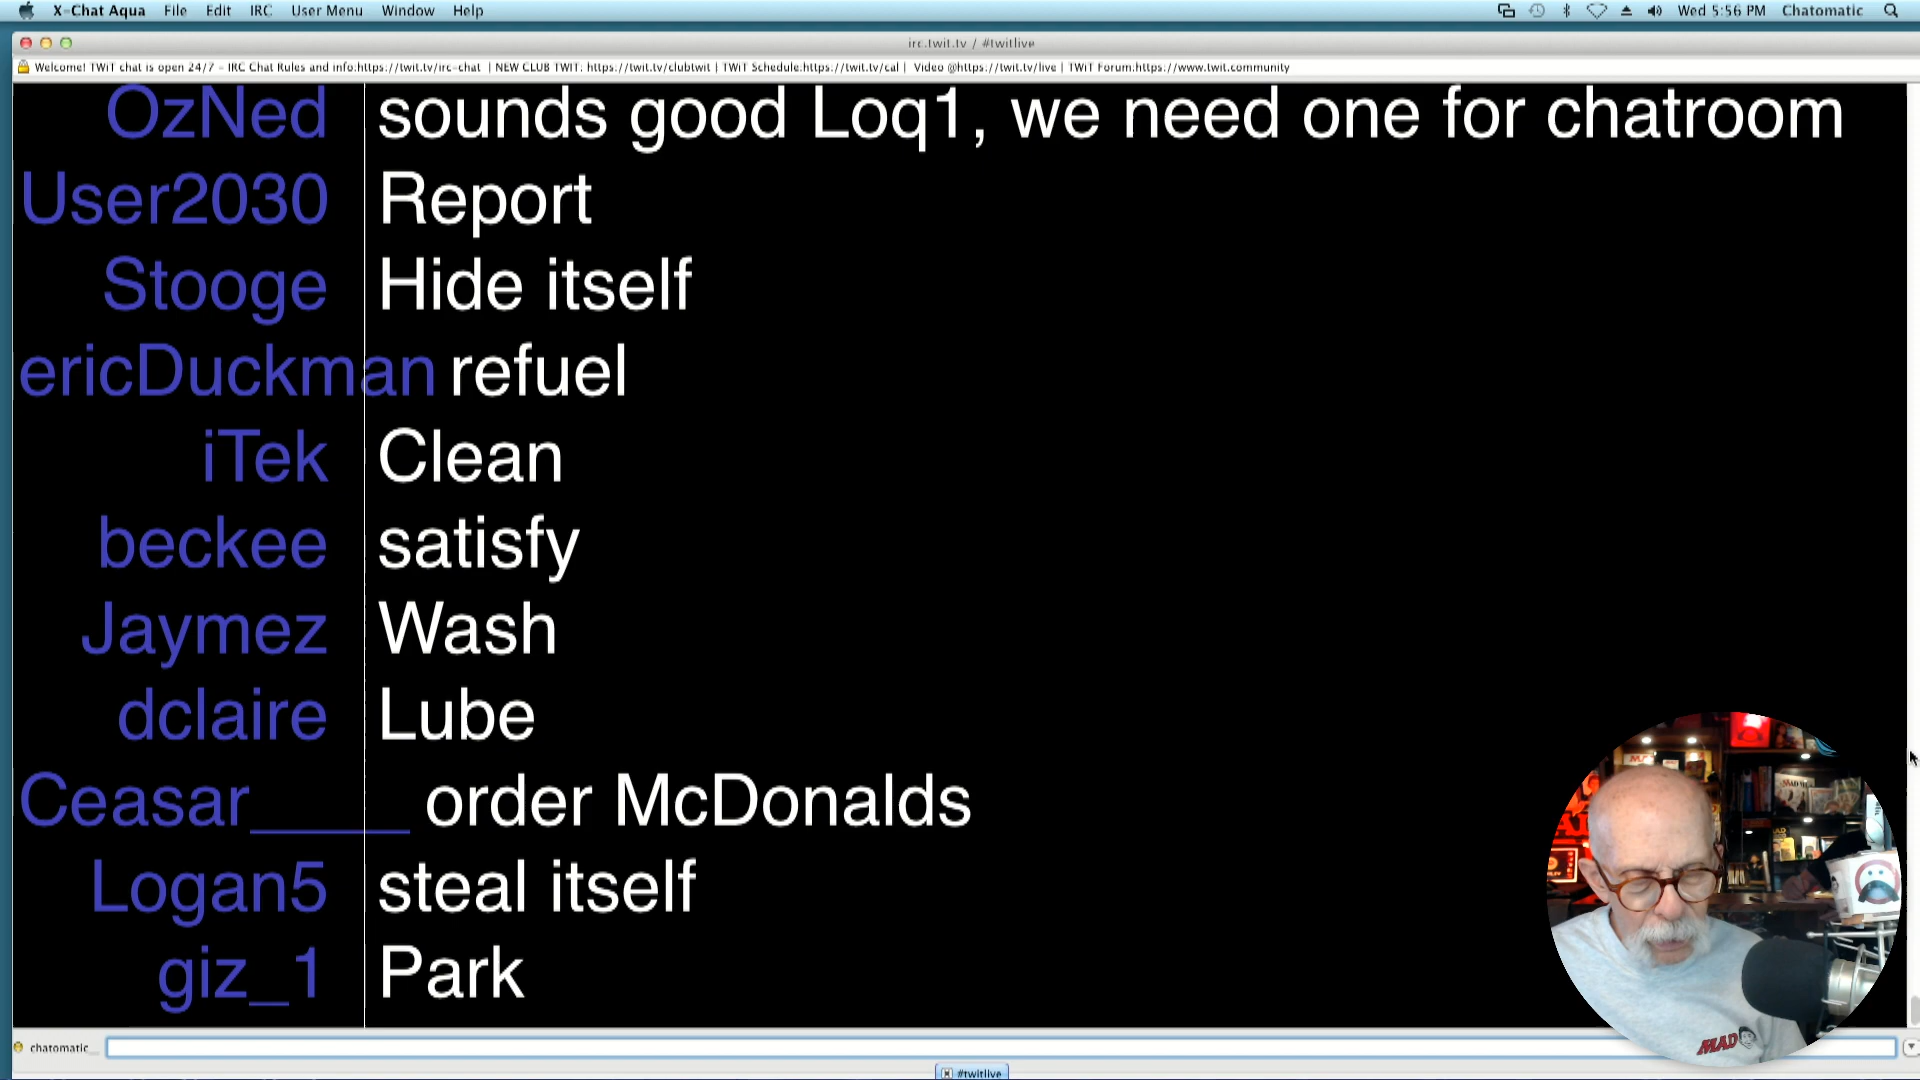 X-Chat Aqua File Edit IRC User Menu Window Help Wed 5:56 PM Chatomatic
irc.twit.tv / #twitlive
Welcome! TWiT chat is open 24/7 - IRC Chat Rules and info:https://twit.tv/irc-chat | NEW CLUB TWIT: https://twit.tv/clubtwit | TWiT Schedule:https://twit.tv/cal | Video @https://twit.tv/live | TWiT Forum:https://www.twit.community
OzNed sounds good Loq1, we need one for chatroom
User2030 Report
Stooge Hide itself
ericDuckman refuel
iTek Clean
beckee satisfy
Jaymez Wash
dclaire Lube
Ceasar____ order McDonalds
Logan5 steal itself
giz_1 Park
MAD
chatomatic_
#twitlive